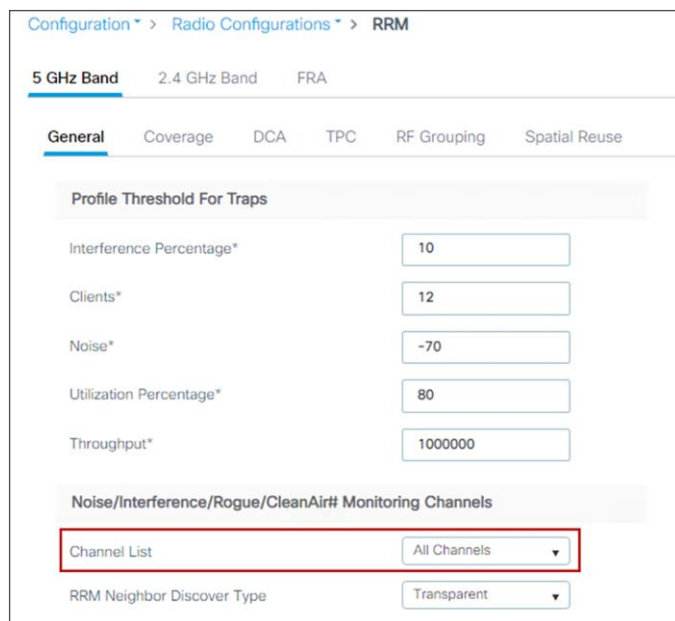 Configuration > Radio Configurations > RRM
5 GHz Band 2.4 GHz Band FRA
General Coverage DCA TPC RF Grouping Spatial Reuse
Profile Threshold For Traps
Interference Percentage* 10
Clients* 12
Noise* -70
Utilization Percentage* 80
Throughput* 1000000
Noise/Interference/Rogue/CleanAir# Monitoring Channels
Channel List All Channels
RRM Neighbor Discover Type Transparent